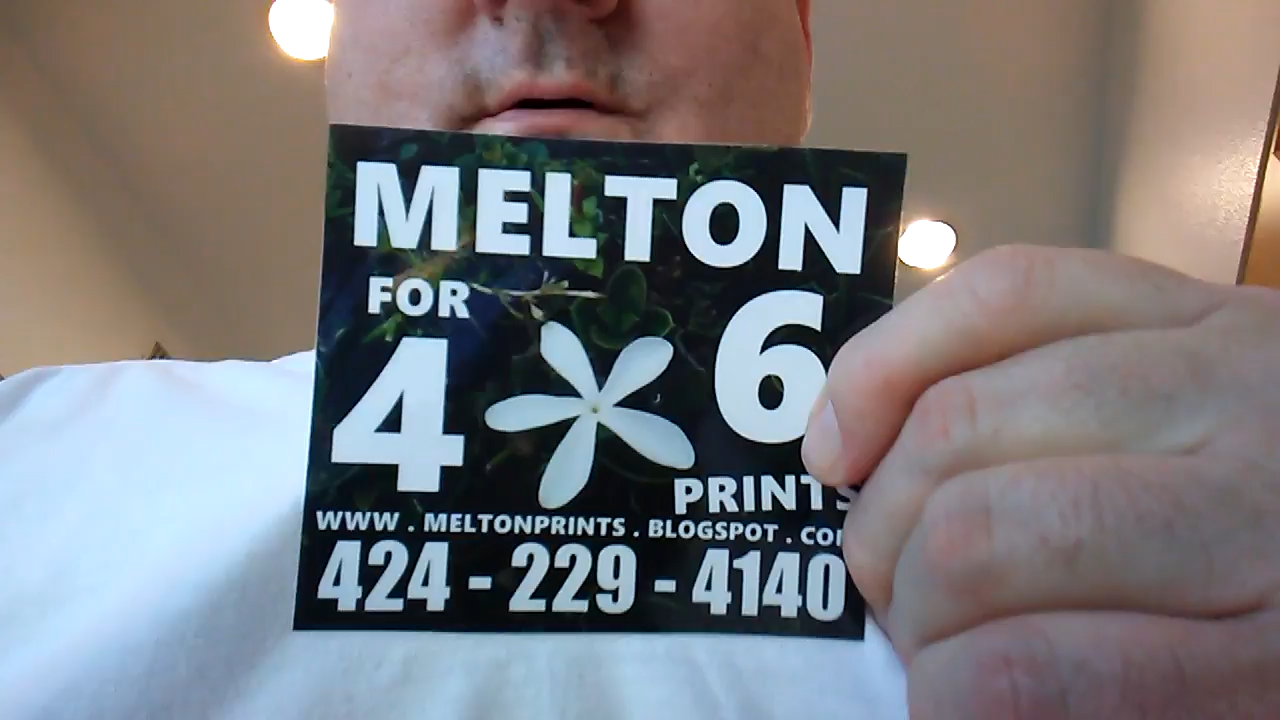 MELTON
FOR
4 6
PRINTS
WWW . MELTONPRINTS . BLOGSPOT .
424 - 229 - 4140